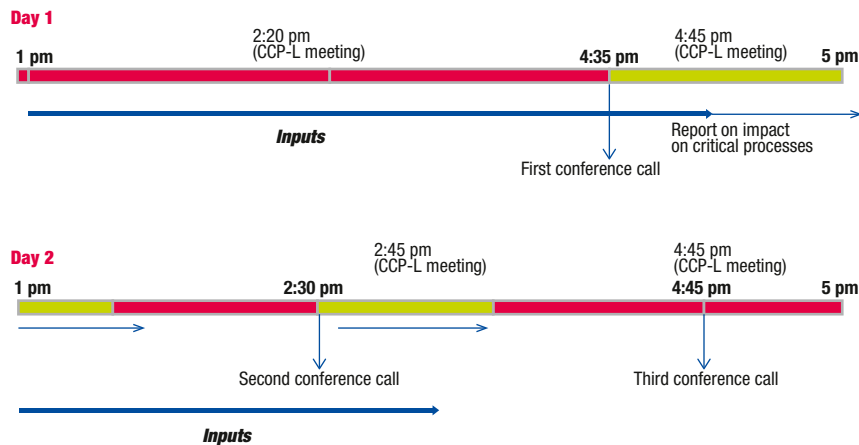 Day 1
2:20 pm
(CCP-L meeting)
4:45 pm
(CCP-L meeting)
1 pm
4:35 pm
5 pm
Inputs
Report on impact
on critical processes
First conference call
Day 2
2:45 pm
(CCP-L meeting)
4:45 pm
(CCP-L meeting)
1 pm
2:30 pm
4:45 pm
5 pm
Second conference call
Third conference call
Inputs